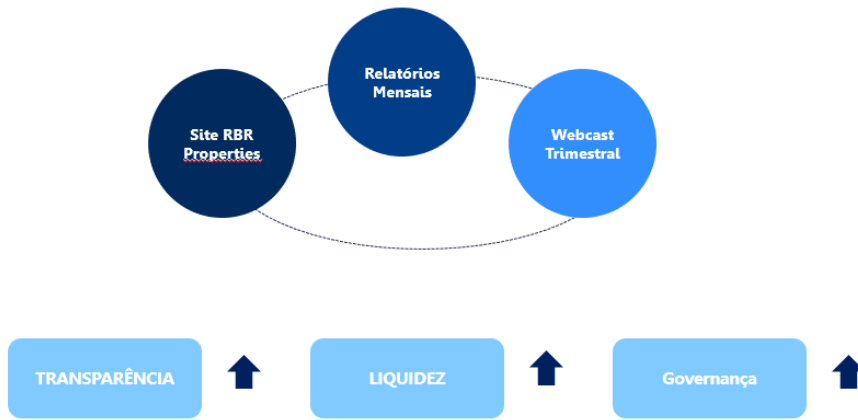 Relatórios
Mensais
Site RBR
Properties
Webcast
Trimestral
TRANSPARÊNCIA
LIQUIDEZ
Governança